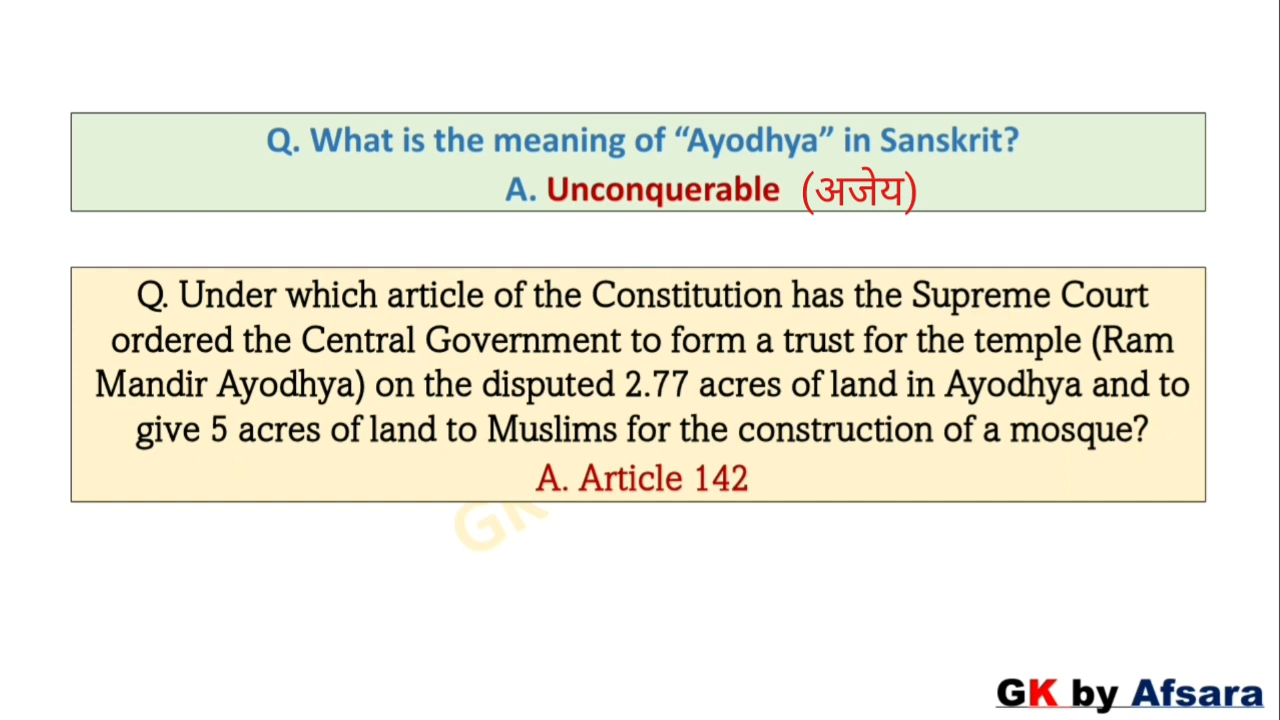 Q. What is the meaning of “Ayodhya” in Sanskrit?
A. Unconquerable (अजेय)
Q. Under which article of the Constitution has the Supreme Court
ordered the Central Government to form a trust for the temple (Ram
Mandir Ayodhya) on the disputed 2.77 acres of land in Ayodhya and to
give 5 acres of land to Muslims for the construction of a mosque?
A. Article 142
GK
GK by Afsara